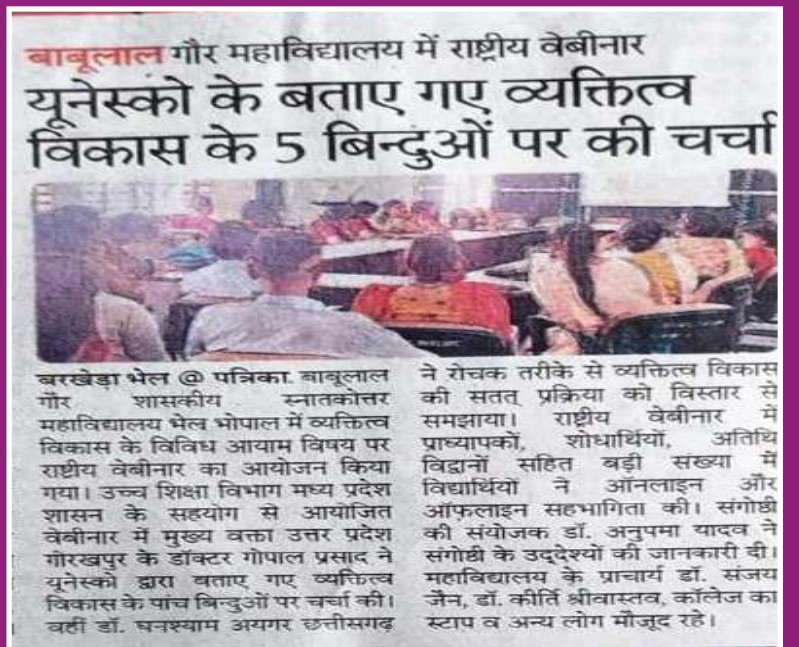 बाबूलाल गौर महाविद्यालय में राष्ट्रीय वेबीनार
यूनेस्को के बताए गए व्यक्तित्व
विकास के 5 बिन्दुओं पर की चर्चा
बरखेड़ा भेल @ पत्रिका. बाबूलाल
गौर शासकीय स्नातकोत्तर
महाविद्यालय भेल भोपाल में व्यक्तित्व
विकास के विविध आयाम विषय पर
राष्ट्रीय वेबीनार का आयोजन किया
गया। उच्च शिक्षा विभाग मध्य प्रदेश
शासन के सहयोग से आयोजित
वेबीनार में मुख्य वक्ता उत्तर प्रदेश
गोरखपुर के डॉक्टर गोपाल प्रसाद ने
यूनेस्को द्वारा बताए गए व्यक्तित्व
विकास के पांच बिन्दुओं पर चर्चा की।
वहीं डॉ. घनश्याम अयगर छत्तीसगढ़
ने रोचक तरीके से व्यक्तित्व विकास
की सतत् प्रक्रिया को विस्तार से
समझाया। राष्ट्रीय वेबीनार में
प्राध्यापकों, शोधार्थियों, अतिथि
विद्वानों सहित बड़ी संख्या में
विद्यार्थियों ने ऑनलाइन और
ऑफलाइन सहभागिता की। संगोष्ठी
की संयोजक डॉ. अनुपमा यादव ने
संगोष्ठी के उद्देश्यों की जानकारी दी।
महाविद्यालय के प्राचार्य डॉ. संजय
जैन, डॉ. कीर्ति श्रीवास्तव, कॉलेज का
स्टाप व अन्य लोग मौजूद रहे।